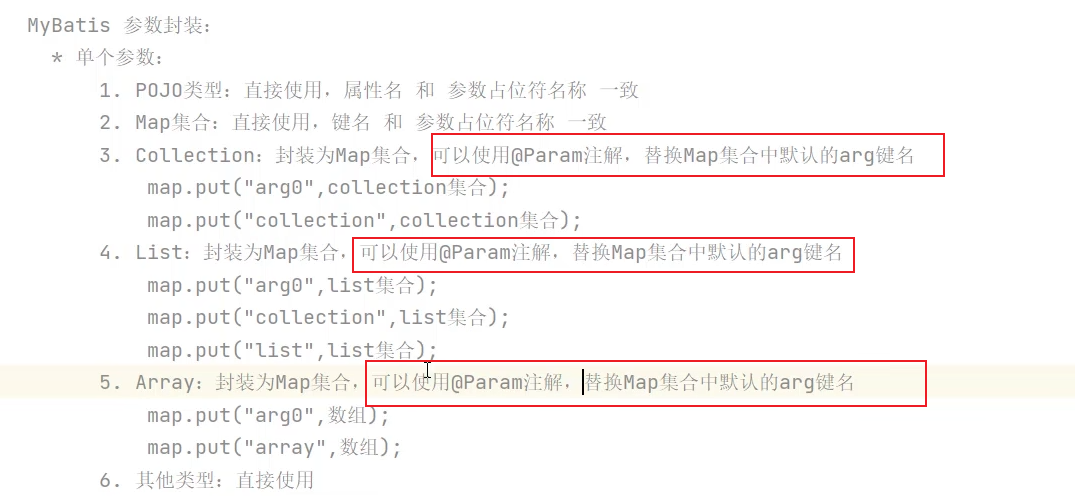 MyBatis 参数封装：
* 单个参数：
1. POJO类型：直接使用，属性名 和 参数占位符名称 一致
2. Map集合：直接使用，键名 和 参数占位符名称 一致
3. Collection：封装为Map集合，可以使用@Param注解，替换Map集合中默认的arg键名
map.put("arg0",collection集合);
map.put("collection",collection集合);
4. List：封装为Map集合，可以使用@Param注解，替换Map集合中默认的arg键名
map.put("arg0",list集合);
map.put("collection",list集合);
map.put("list",list集合);
5. Array：封装为Map集合，可以使用@Param注解，替换Map集合中默认的arg键名
map.put("arg0",数组);
map.put("array",数组);
6. 其他类型：直接使用